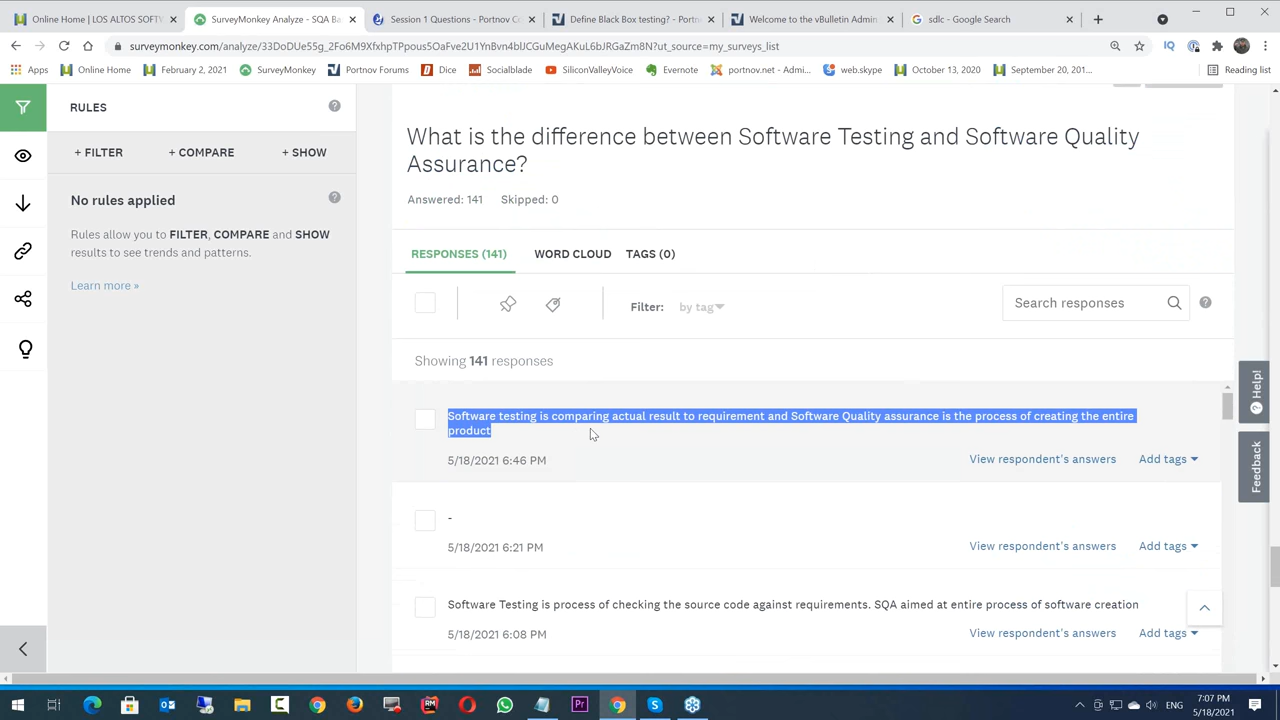 Online Home | LOS ALTOS SOFTW
SurveyMonkey Analyze - SQA Ba
Session 1 Questions - Portnov Co
Define Black Box testing? - Portn
Welcome to the vBulletin Admin
sdlc - Google Search
surveymonkey.com/analyze/33DoDUe55g_2Fo6M9XfxhpTPpous5OaFve2U1YnBvn4bUCGuMegAKuL6bJRGaZm8N?ut_source=my_surveys_list
Apps
Online Home
February 2, 2021
SurveyMonkey
Portnov Forums
Dice
Socialblade
SiliconValleyVoice
Evernote
portnov.net - Admi...
web.skype
October 13, 2020
September 20, 201...
Reading list
RULES
+ FILTER
+ COMPARE
+ SHOW
No rules applied
Rules allow you to FILTER, COMPARE and SHOW
results to see trends and patterns.
Learn more »
What is the difference between Software Testing and Software Quality
Assurance?
Answered: 141 Skipped: 0
RESPONSES (141)
WORD CLOUD
TAGS (0)
Filter: by tag
Search responses
Showing 141 responses
Software testing is comparing actual result to requirement and Software Quality assurance is the process of creating the entire
product
5/18/2021 6:46 PM
View respondent's answers
Add tags
-
5/18/2021 6:21 PM
View respondent's answers
Add tags
Software Testing is process of checking the source code against requirements. SQA aimed at entire process of software creation
5/18/2021 6:08 PM
View respondent's answers
Add tags
Help!
Feedback
ENG
7:07 PM
5/18/2021